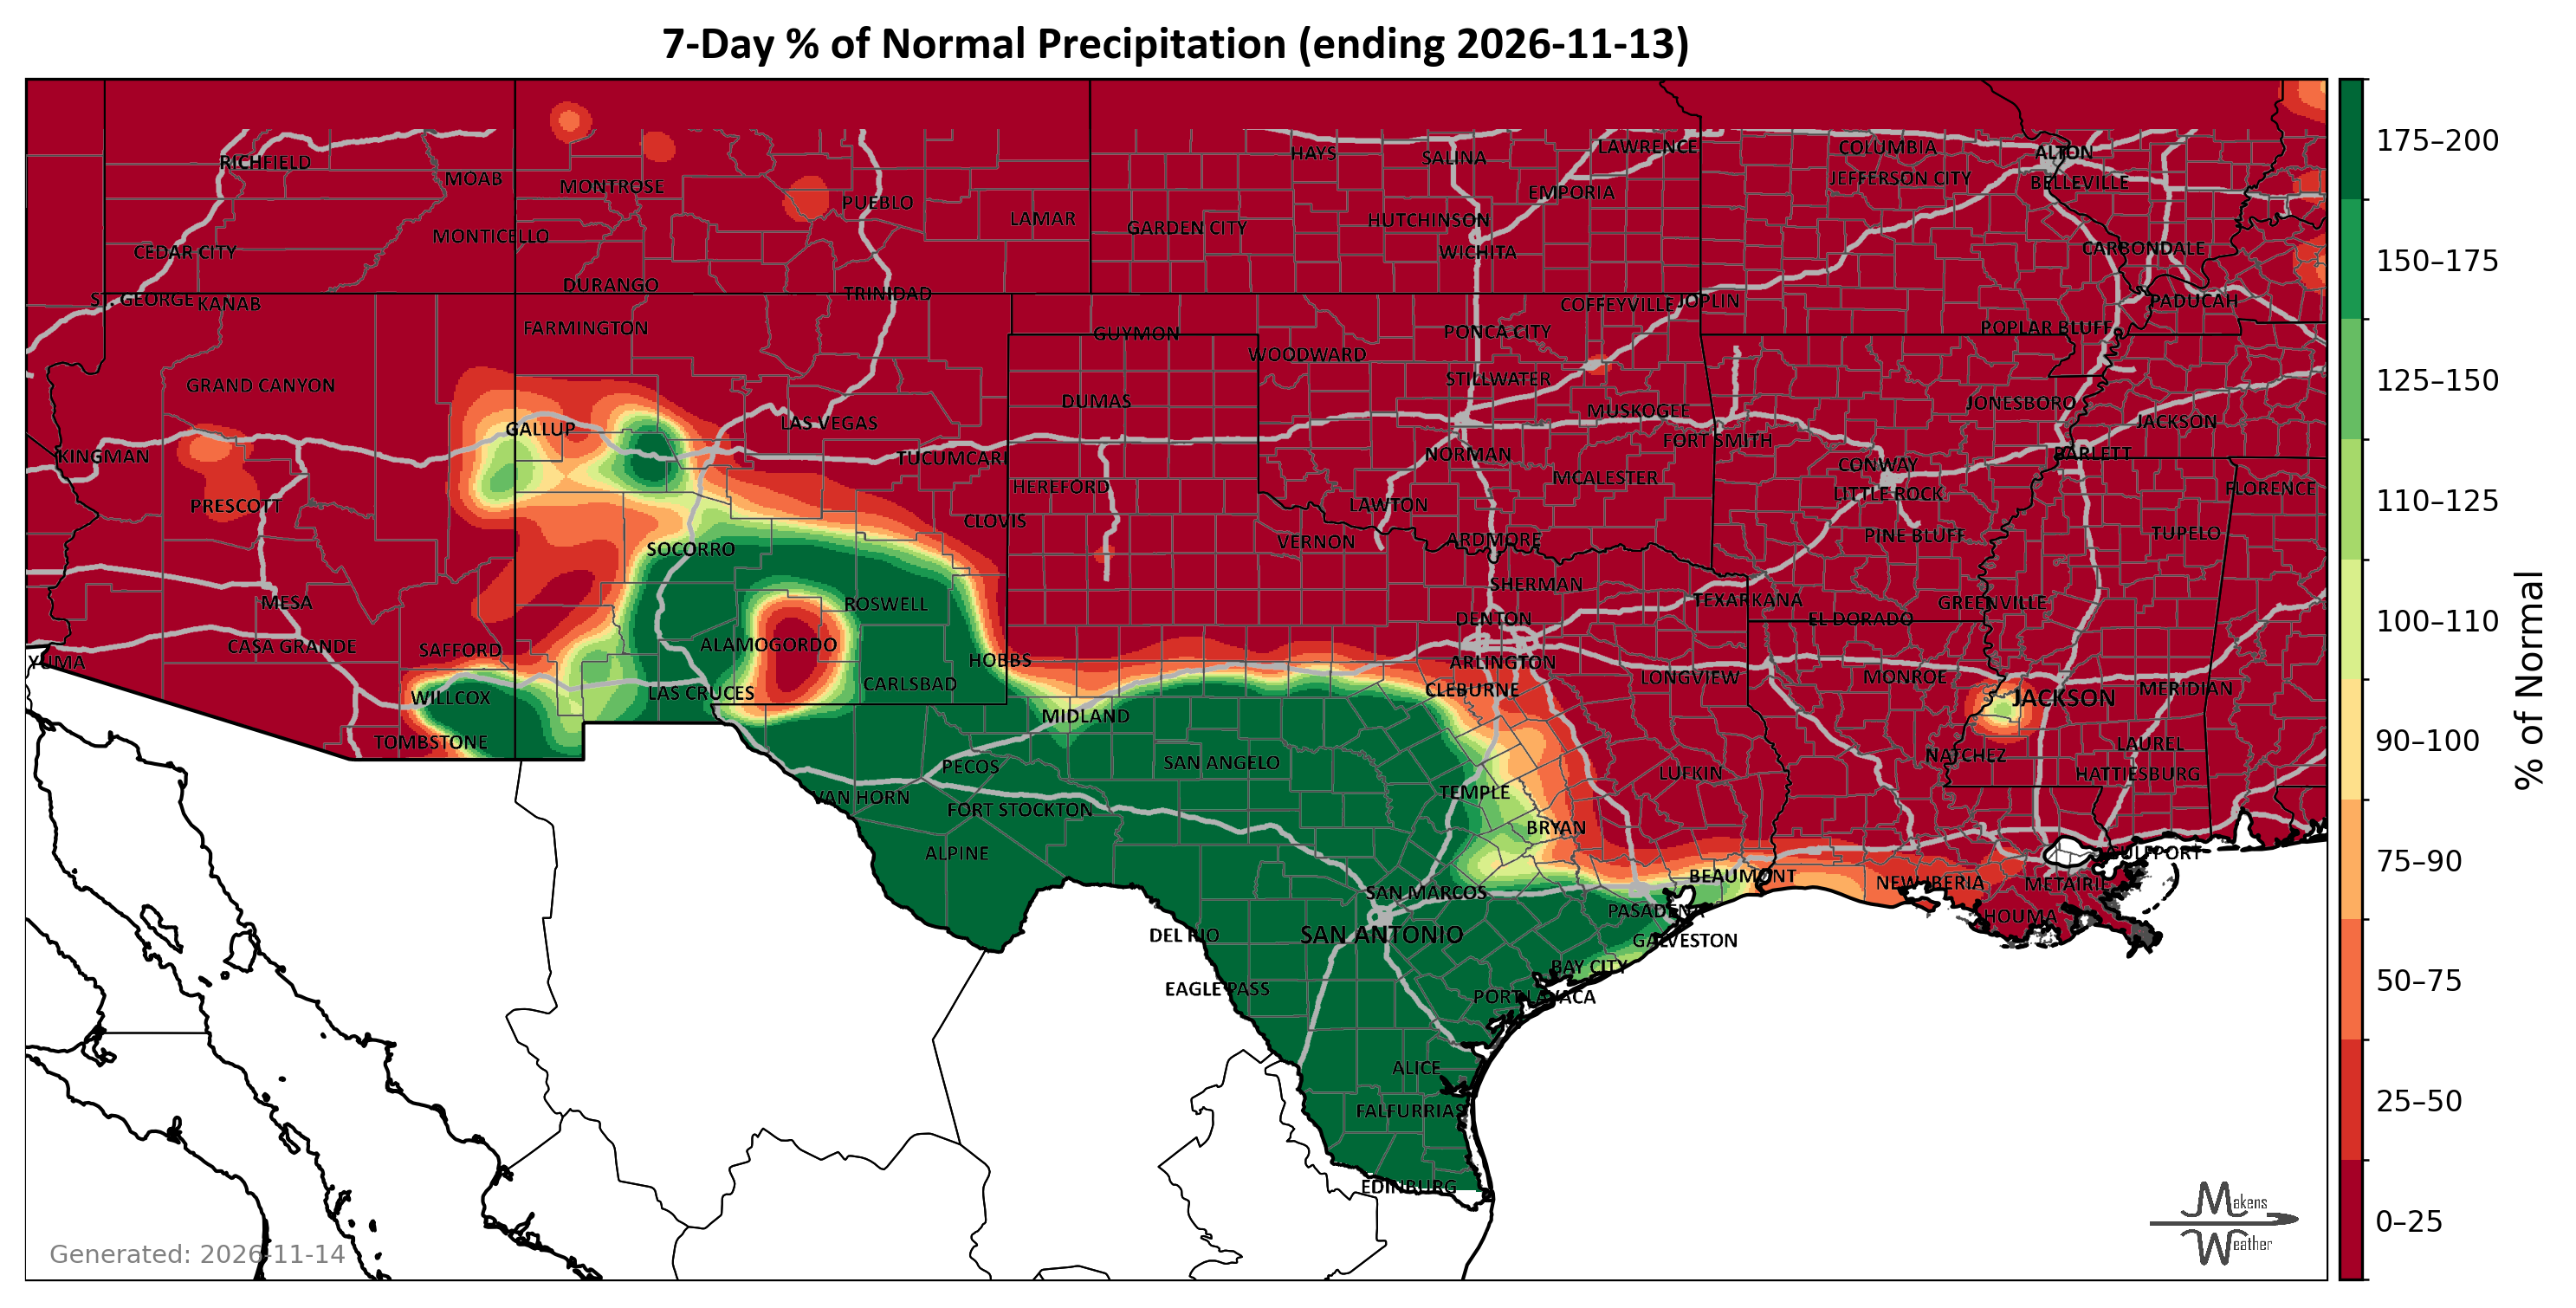 7-Day % of Normal Precipitation (ending 2026-11-13)
RICHFIELD
MOAB
MONTROSE
PUEBLO
LAMAR
HAYS
SALINA
LAWRENCE
COLUMBIA
ALTON
JEFFERSON CITY
BELLEVILLE
EMPORIA
GARDEN CITY
HUTCHINSON
WICHITA
CEDAR CITY
MONTICELLO
CARBONDALE
DURANGO
TRINIDAD
ST. GEORGE
KANAB
COFFEYVILLE
JOPLIN
PADUCAH
FARMINGTON
GUYMON
PONCA CITY
POPLAR BLUFF
WOODWARD
GRAND CANYON
STILLWATER
DUMAS
MUSKOGEE
JONESBORO
JACKSON
GALLUP
LAS VEGAS
FORT SMITH
KINGMAN
TUCUMCARI
NORMAN
CONWAY
BARLETT
HEREFORD
MCALESTER
LITTLE ROCK
FLORENCE
PRESCOTT
LAWTON
CLOVIS
VERNON
ARDMORE
PINE BLUFF
TUPELO
SOCORRO
SHERMAN
MESA
ROSWELL
TEXARKANA
GREENVILLE
DENTON
EL DORADO
CASA GRANDE
SAFFORD
ALAMOGORDO
YUMA
HOBBS
ARLINGTON
LONGVIEW
MONROE
WILLCOX
LAS CRUCES
CARLSBAD
CLEBURNE
JACKSON
MERIDIAN
TOMBSTONE
MIDLAND
PECOS
SAN ANGELO
NATCHEZ
LAUREL
LUFKIN
HATTIESBURG
VAN HORN
FORT STOCKTON
TEMPLE
BRYAN
ALPINE
GULFPORT
SAN MARCOS
BEAUMONT
NEW IBERIA
METAIRIE
PASADENA
HOUMA
DEL RIO
SAN ANTONIO
GALVESTON
BAY CITY
EAGLE PASS
PORT LAVACA
ALICE
FALFURRIAS
EDINBURG
Generated: 2026-11-14
Makens
Weather
175–200
150–175
125–150
110–125
100–110
90–100
75–90
50–75
25–50
0–25
% of Normal